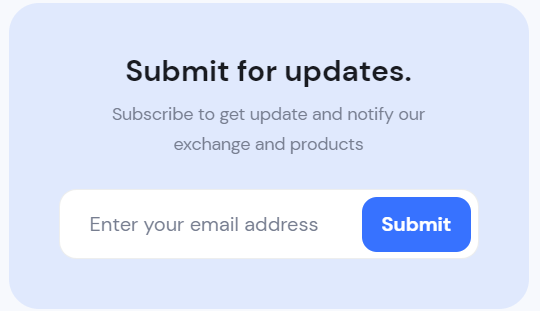 Submit for updates.
Subscribe to get update and notify our
exchange and products
Enter your email address
Submit